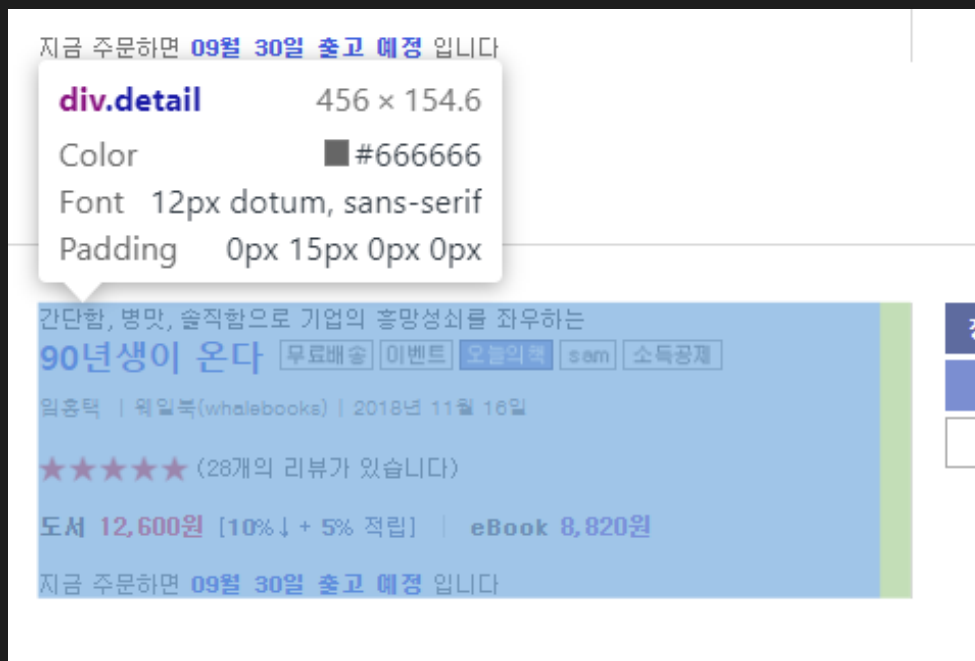 지금 주문하면 09월 30일 출고 예정 입니다
div.detail 456 × 154.6
Color #666666
Font 12px dotum, sans-serif
Padding 0px 15px 0px 0px
간단함, 병맛, 솔직함으로 기업의 흥망성쇠를 좌우하는
90년생이 온다 무료배송 이벤트 오늘의책 sam 소득공제
임홍택 | 웨일북(whalebooks) | 2018년 11월 16일
★★★★★ (28개의 리뷰가 있습니다)
도서 12,600원 [10%↓ + 5% 적립] | eBook 8,820원
지금 주문하면 09월 30일 출고 예정 입니다